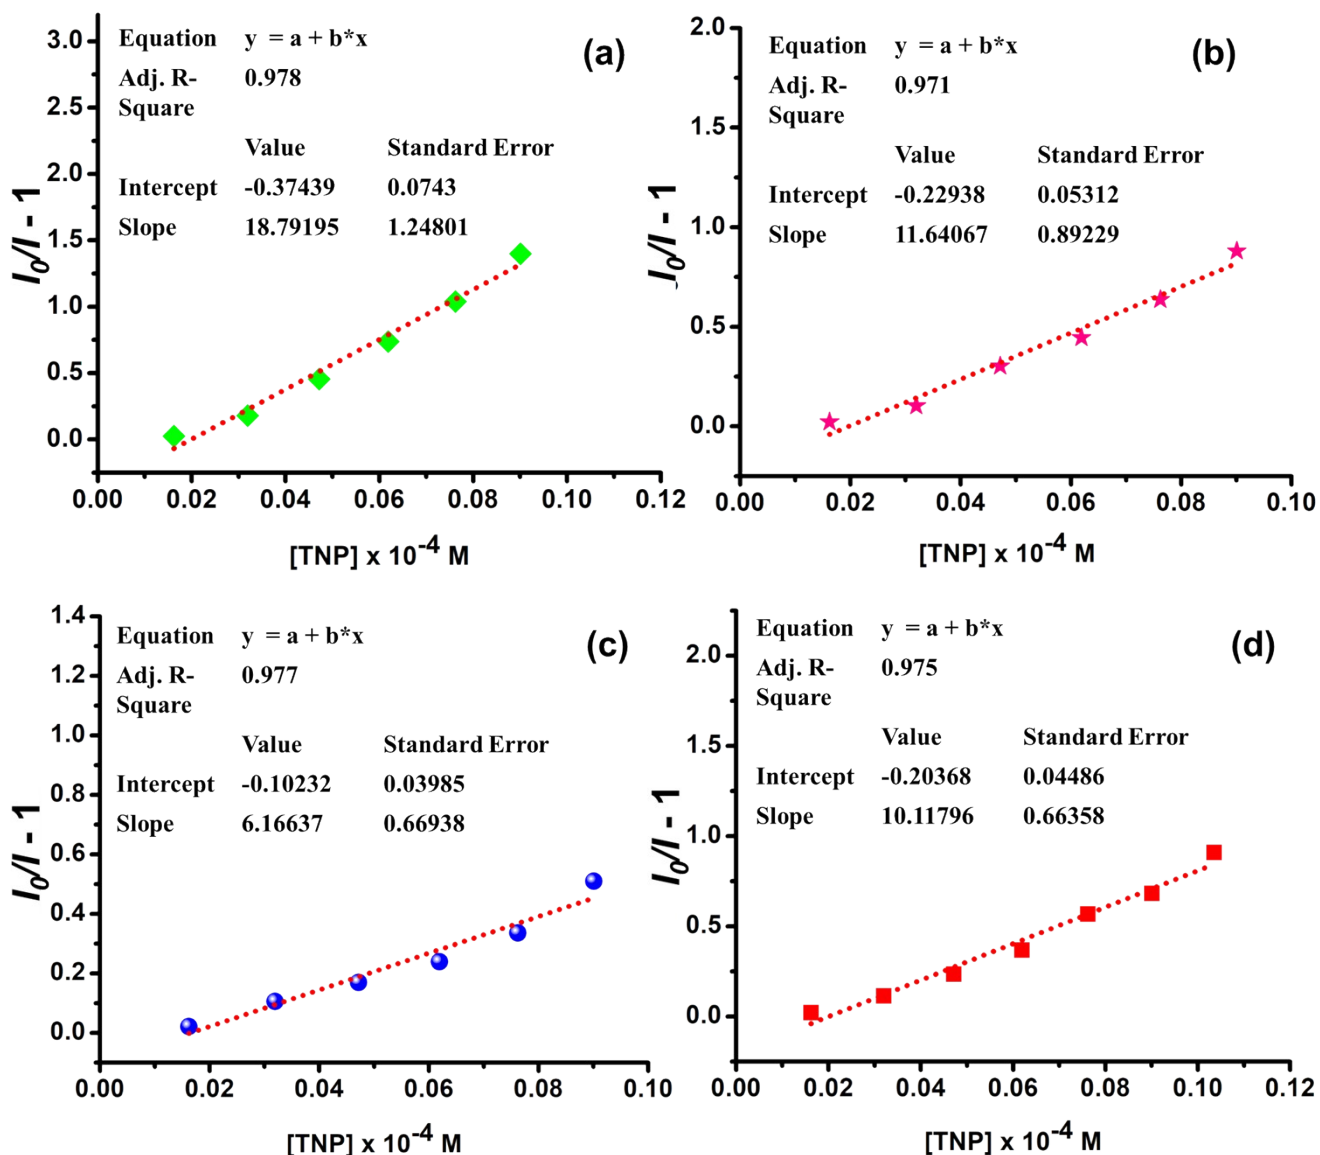 (a)
Equation y = a + b*x
Adj. R-Square 0.978
Value Standard Error
Intercept -0.37439 0.0743
Slope 18.79195 1.24801
I0/I - 1
3.0
2.5
2.0
1.5
1.0
0.5
0.0
0.00 0.02 0.04 0.06 0.08 0.10 0.12
[TNP] x 10-4 M
(b)
Equation y = a + b*x
Adj. R-Square 0.971
Value Standard Error
Intercept -0.22938 0.05312
Slope 11.64067 0.89229
I0/I - 1
2.0
1.5
1.0
0.5
0.0
0.00 0.02 0.04 0.06 0.08 0.10
[TNP] x 10-4 M
(c)
Equation y = a + b*x
Adj. R-Square 0.977
Value Standard Error
Intercept -0.10232 0.03985
Slope 6.16637 0.66938
I0/I - 1
1.4
1.2
1.0
0.8
0.6
0.4
0.2
0.0
0.00 0.02 0.04 0.06 0.08 0.10
[TNP] x 10-4 M
(d)
Equation y = a + b*x
Adj. R-Square 0.975
Value Standard Error
Intercept -0.20368 0.04486
Slope 10.11796 0.66358
I0/I - 1
2.0
1.5
1.0
0.5
0.0
0.00 0.02 0.04 0.06 0.08 0.10 0.12
[TNP] x 10-4 M